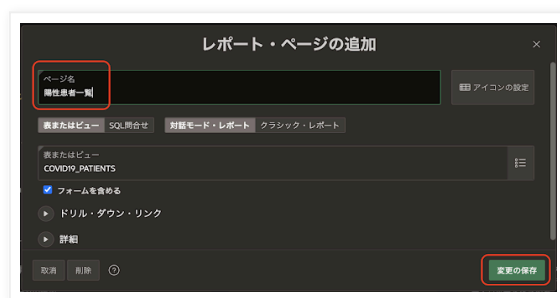 レポート・ページの追加
ページ名
陽性患者一覧
アイコンの設定
表またはビュー SQL問合せ 対話モード・レポート クラシック・レポート
表またはビュー
COVID19_PATIENTS
フォームを含める
ドリル・ダウン・リンク
詳細
取消 削除 変更の保存